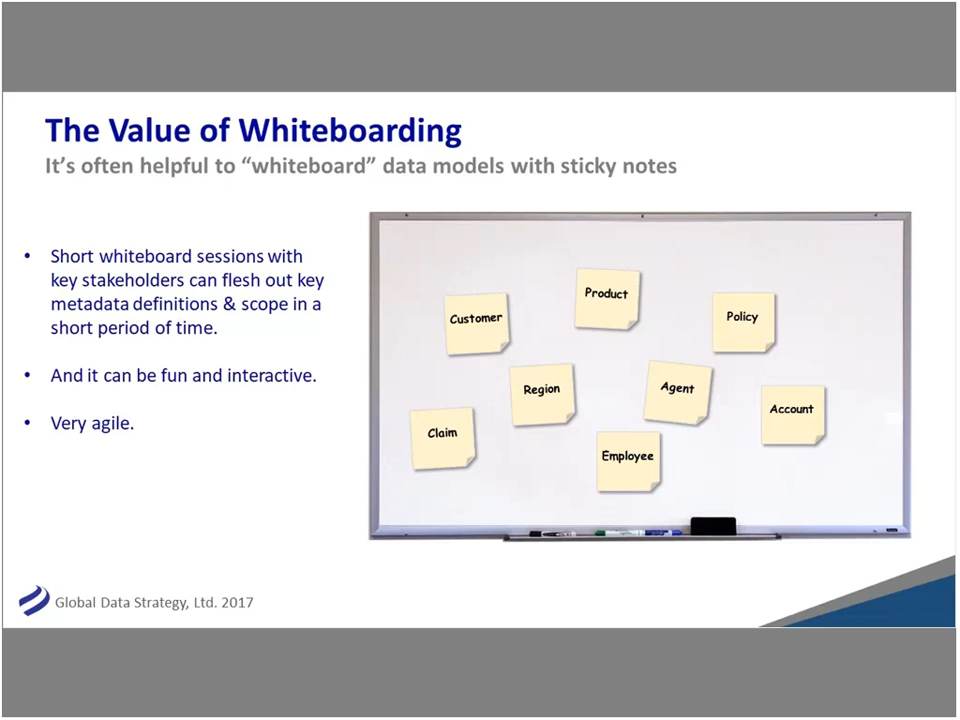 The Value of Whiteboarding
It’s often helpful to “whiteboard” data models with sticky notes
• Short whiteboard sessions with
key stakeholders can flesh out key
metadata definitions & scope in a
short period of time.
• And it can be fun and interactive.
• Very agile.
Product
Customer
Policy
Region
Agent
Account
Claim
Employee
Global Data Strategy, Ltd. 2017